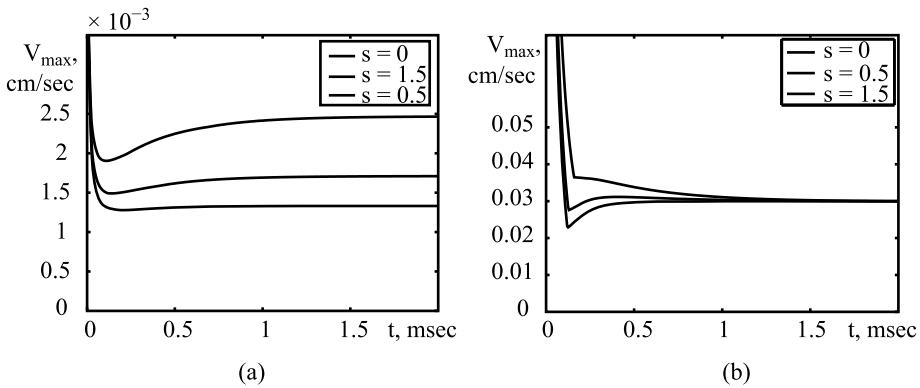 × 10⁻³
V_max,
cm/sec
2.5
2
1.5
1
0.5
0
s = 0
s = 1.5
s = 0.5
0 0.5 1 1.5 t, msec
(a)
V_max,
cm/sec
0.05
0.04
0.03
0.02
0.01
0
s = 0
s = 0.5
s = 1.5
0 0.5 1 1.5 t, msec
(b)